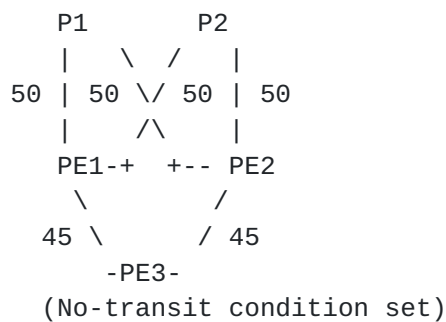 P1 P2
| \ / |
50 | 50 \/ 50 | 50
| /\ |
PE1-+ +-- PE2
\ /
45 \ / 45
-PE3-
(No-transit condition set)